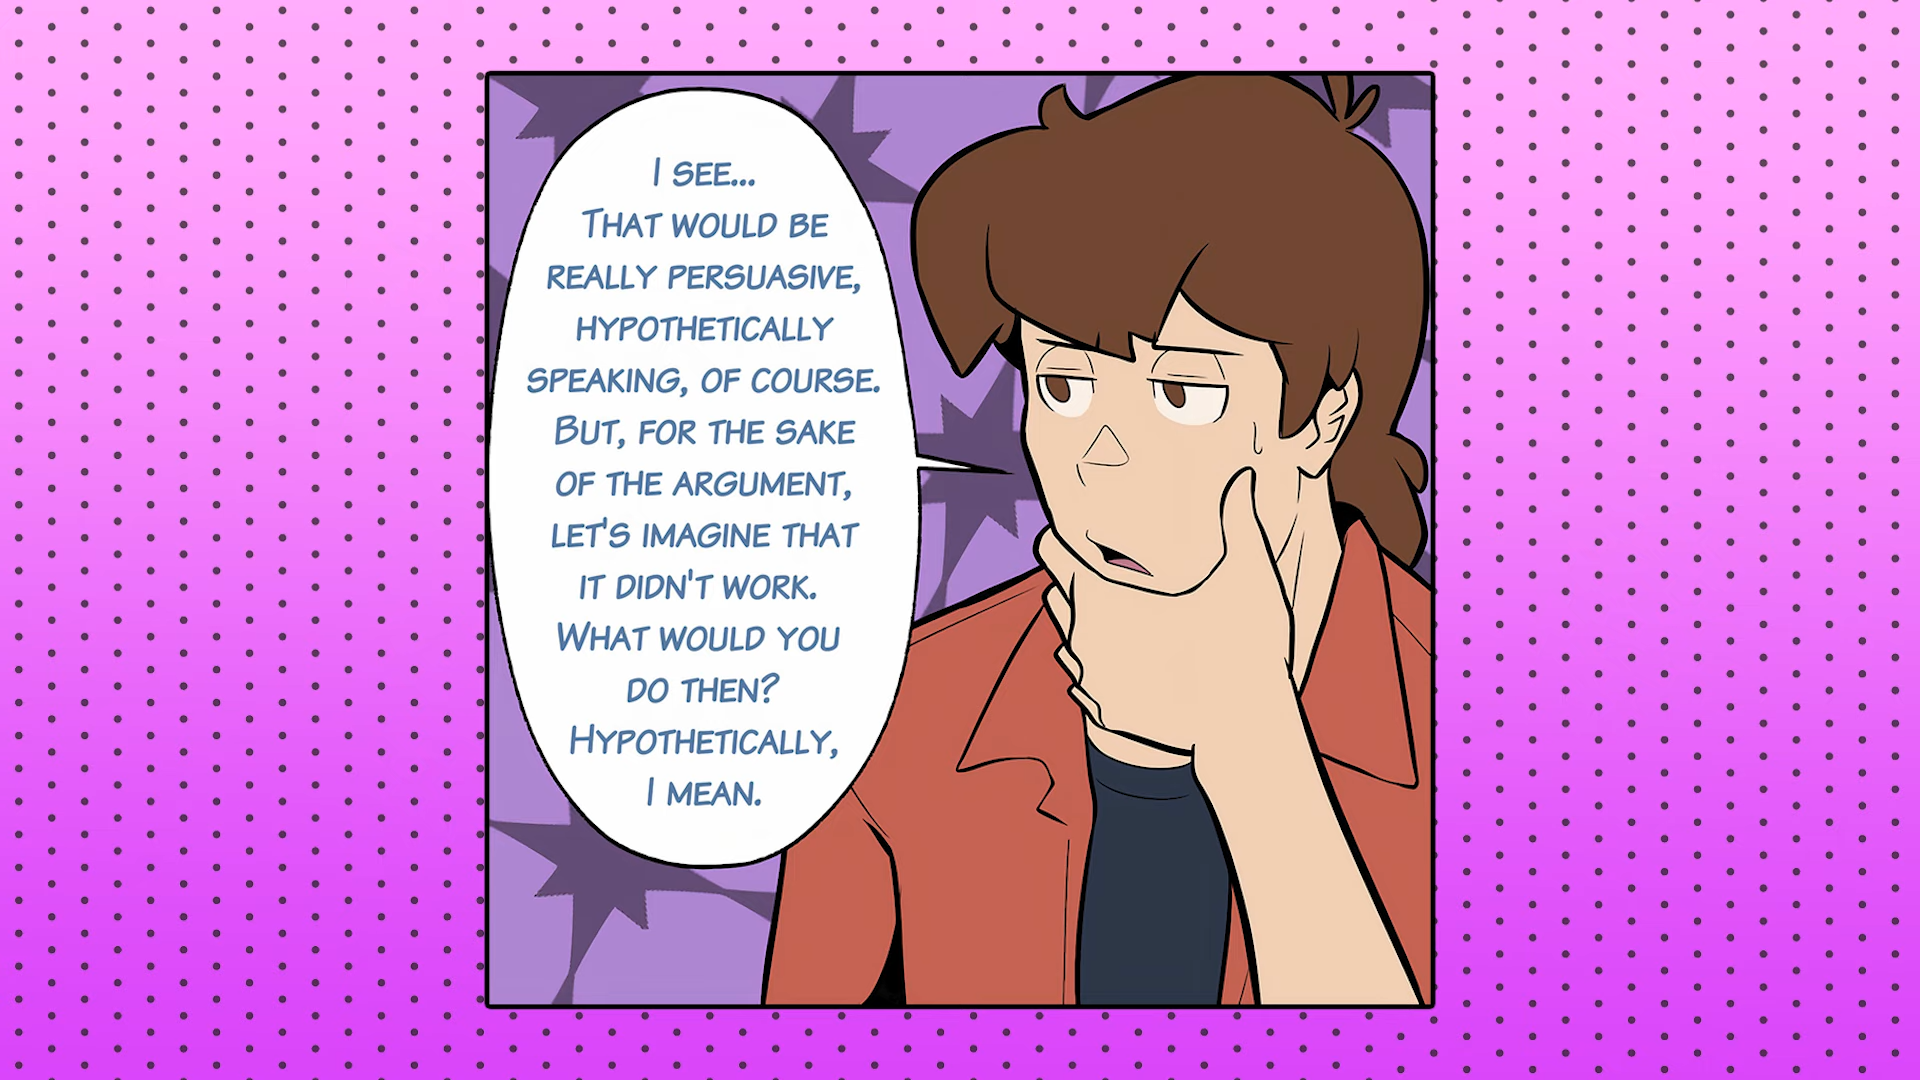 I SEE...
THAT WOULD BE
REALLY PERSUASIVE,
HYPOTHETICALLY
SPEAKING, OF COURSE.
BUT, FOR THE SAKE
OF THE ARGUMENT,
LET'S IMAGINE THAT
IT DIDN'T WORK.
WHAT WOULD YOU
DO THEN?
HYPOTHETICALLY,
I MEAN.